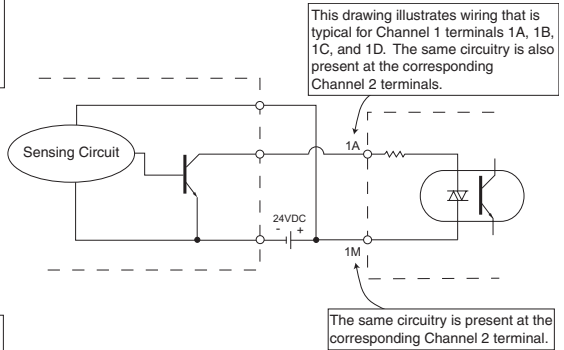 This drawing illustrates wiring that is
typical for Channel 1 terminals 1A, 1B,
1C, and 1D. The same circuitry is also
present at the corresponding
Channel 2 terminals.
Sensing Circuit
1A
24VDC
- +
1M
The same circuitry is present at the
corresponding Channel 2 terminal.